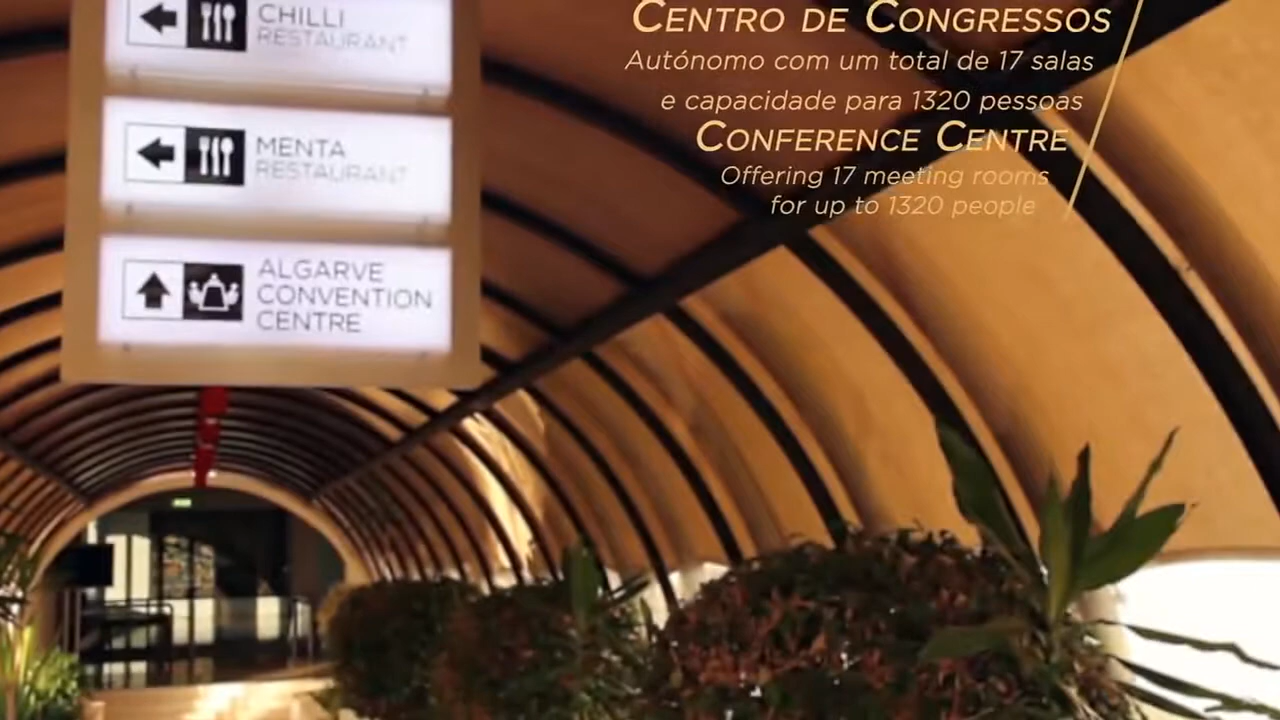 CHILLI
RESTAURANT
MENTA
RESTAURANT
ALGARVE
CONVENTION
CENTRE
CENTRO DE CONGRESSOS
Autónomo com um total de 17 salas
e capacidade para 1320 pessoas
CONFERENCE CENTRE
Offering 17 meeting rooms
for up to 1320 people